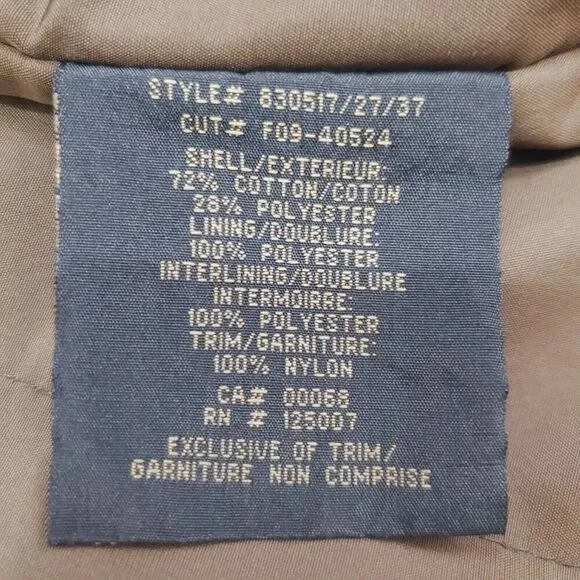 STYLE# 830517/27/37
CUT# F09-40524
SHELL/EXTERIEUR:
72% COTTON/COTON
28% POLYESTER
LINING/DOUBLURE:
100% POLYESTER
INTERLINING/DOUBLURE
INTERMOIRRE:
100% POLYESTER
TRIM/GARNITURE:
100% NYLON
CA# 00068
RN # 125007
EXCLUSIVE OF TRIM/
GARNITURE NON COMPRISE